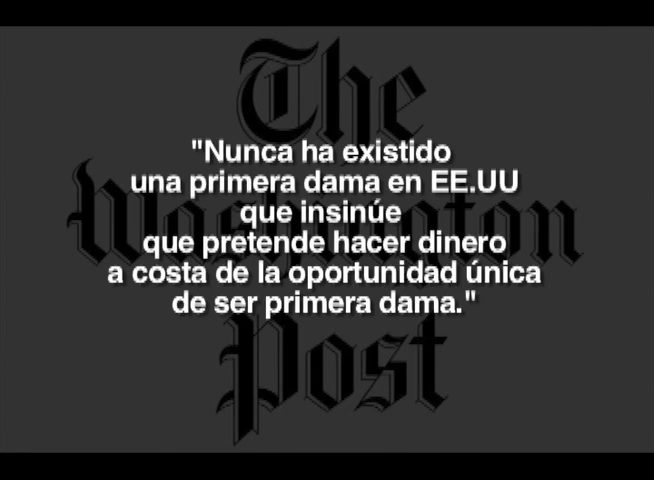 The
Washington
Post
"Nunca ha existido
una primera dama en EE.UU
que insinúe
que pretende hacer dinero
a costa de la oportunidad única
de ser primera dama."